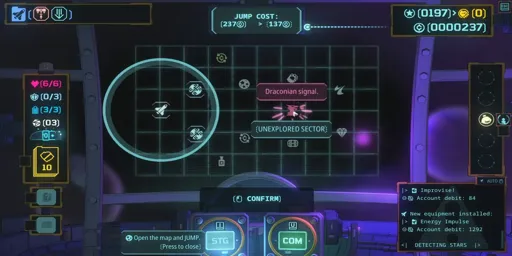 JUMP COST:
(237) > (137)
(0197)> (0)
(0000237)
(6/6)
(0/3)
(3/3)
(03)
10
Draconian signal.
(UNEXPLORED SECTOR)
CONFIRM)
Open the map and JUMP.
[Press to close]
STG
COM
AUTO
Improvise!
Account debit: 84
New equipment installed:
Energy Impulse
Account debit: 1292
DETECTING STARS